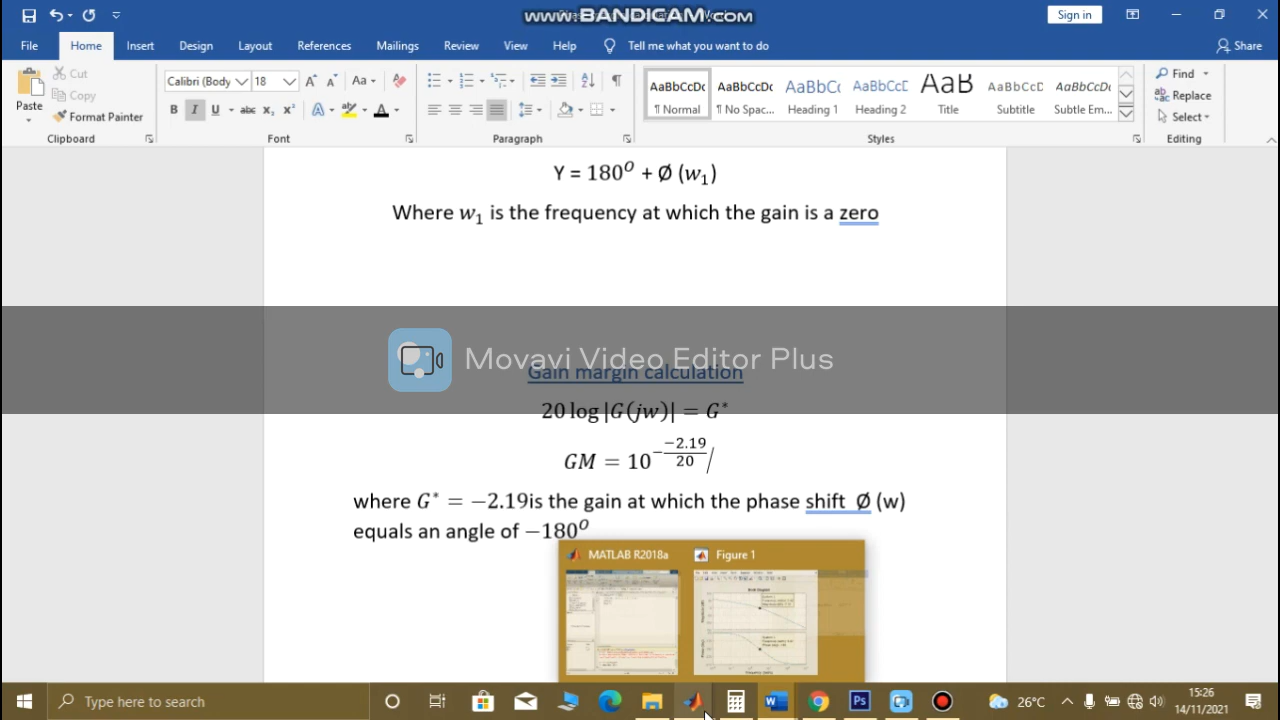 www.BANDICAM.com
Sign in
File Home Insert Design Layout References Mailings Review View Help Tell me what you want to do Share
Paste Cut Copy Format Painter
Calibri (Body 18
AaBbCcDc AaBbCcDc AaBbCc AaBbCcD AaB AaBbCcD AaBbCcDc
¶ Normal ¶ No Spac... Heading 1 Heading 2 Title Subtitle Subtle Em...
Find Replace Select
Clipboard Font Paragraph Styles Editing
Y = 180⁰ + Ø (w₁)
Where w₁ is the frequency at which the gain is a zero
Movavi Video Editor Plus
Gain margin calculation
20 log |G(jw)| = G*
GM = 10^−(−2.19/20)/
where G* = −2.19is the gain at which the phase shift Ø (w)
equals an angle of −180⁰
MATLAB R2018a Figure 1
Type here to search
26°C
15:26
14/11/2021